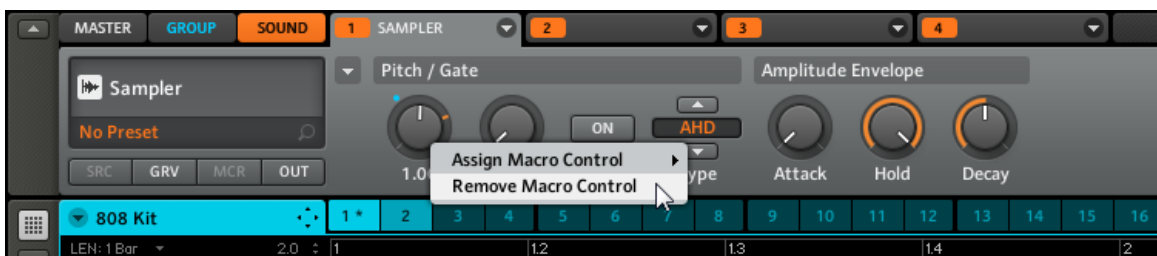 MASTER GROUP SOUND 1 SAMPLER 2 3 4
Sampler
No Preset
Pitch / Gate
Amplitude Envelope
ON
AHD
SRC GRV MCR OUT
1.0
ype
Attack Hold Decay
Assign Macro Control
Remove Macro Control
808 Kit 1* 2 3 4 5 6 7 8 9 10 11 12 13 14 15 16
LEN: 1 Bar 2.0 1 1.2 1.3 1.4 2